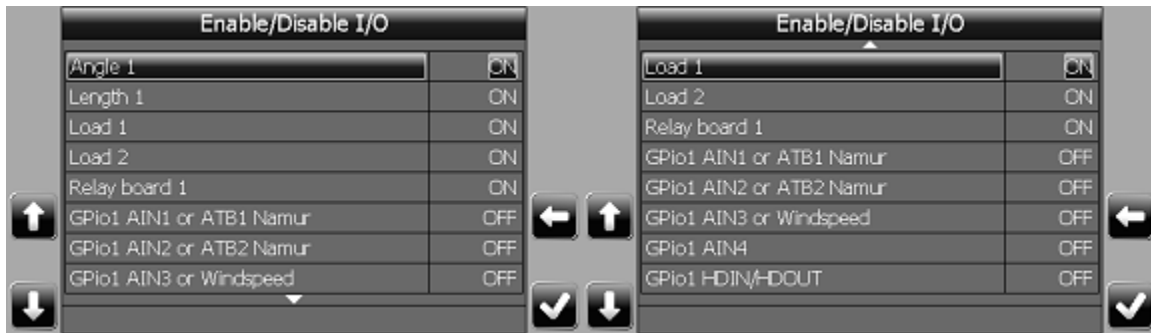 Enable/Disable I/O
Angle 1 ON
Length 1 ON
Load 1 ON
Load 2 ON
Relay board 1 ON
GPio1 AIN1 or ATB1 Namur OFF
GPio1 AIN2 or ATB2 Namur OFF
GPio1 AIN3 or Windspeed OFF
Enable/Disable I/O
Load 1 ON
Load 2 ON
Relay board 1 ON
GPio1 AIN1 or ATB1 Namur OFF
GPio1 AIN2 or ATB2 Namur OFF
GPio1 AIN3 or Windspeed OFF
GPio1 AIN4 OFF
GPio1 HDIN/HDOUT OFF